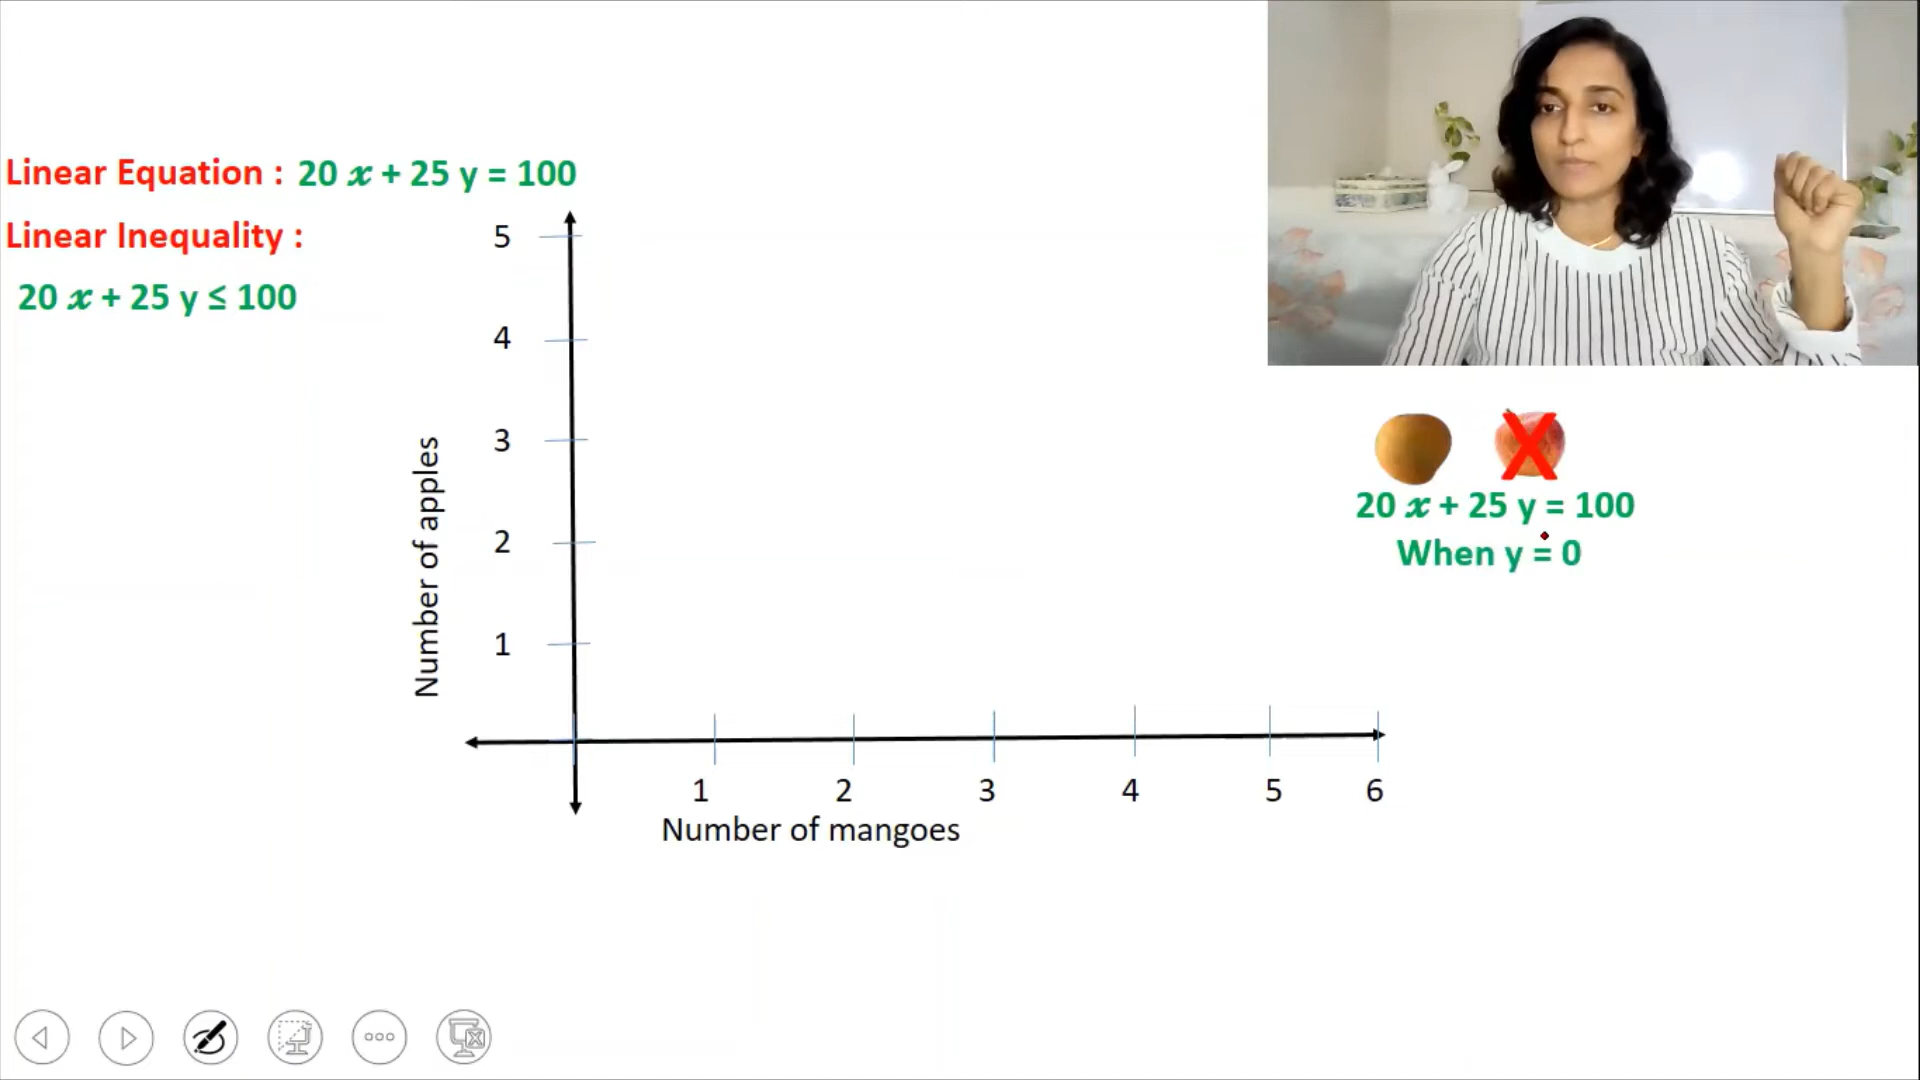 Linear Equation : 20 x + 25 y = 100
Linear Inequality :
20 x + 25 y ≤ 100
5
4
3
2
1
Number of apples
1 2 3 4 5 6
Number of mangoes
X
20 x + 25 y = 100
When y = 0